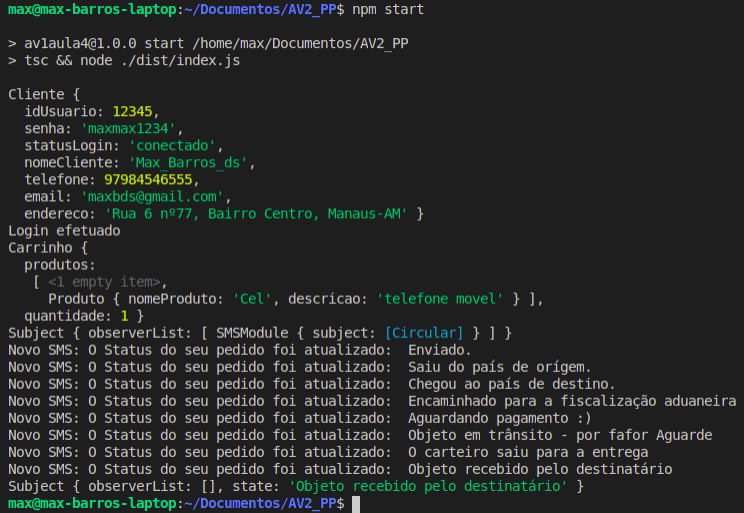 max@max-barros-laptop:~/Documentos/AV2_PP$ npm start
> av1aula4@1.0.0 start /home/max/Documentos/AV2_PP
> tsc && node ./dist/index.js
Cliente {
  idUsuario: 12345,
  senha: 'maxmax1234',
  statusLogin: 'conectado',
  nomeCliente: 'Max_Barros_ds',
  telefone: 97984546555,
  email: 'maxbds@gmail.com',
  endereco: 'Rua 6 nº77, Bairro Centro, Manaus-AM' }
Login efetuado
Carrinho {
  produtos:
   [ <1 empty item>,
     Produto { nomeProduto: 'Cel', descricao: 'telefone movel' } ],
  quantidade: 1 }
Subject { observerList: [ SMSModule { subject: [Circular] } ] }
Novo SMS: O Status do seu pedido foi atualizado:  Enviado.
Novo SMS: O Status do seu pedido foi atualizado:  Saiu do país de orígem.
Novo SMS: O Status do seu pedido foi atualizado:  Chegou ao país de destino.
Novo SMS: O Status do seu pedido foi atualizado:  Encaminhado para a fiscalização aduaneira
Novo SMS: O Status do seu pedido foi atualizado:  Aguardando pagamento :)
Novo SMS: O Status do seu pedido foi atualizado:  Objeto em trânsito - por fafor Aguarde
Novo SMS: O Status do seu pedido foi atualizado:  O carteiro saiu para a entrega
Novo SMS: O Status do seu pedido foi atualizado:  Objeto recebido pelo destinatário
Subject { observerList: [], state: 'Objeto recebido pelo destinatário' }
max@max-barros-laptop:~/Documentos/AV2_PP$